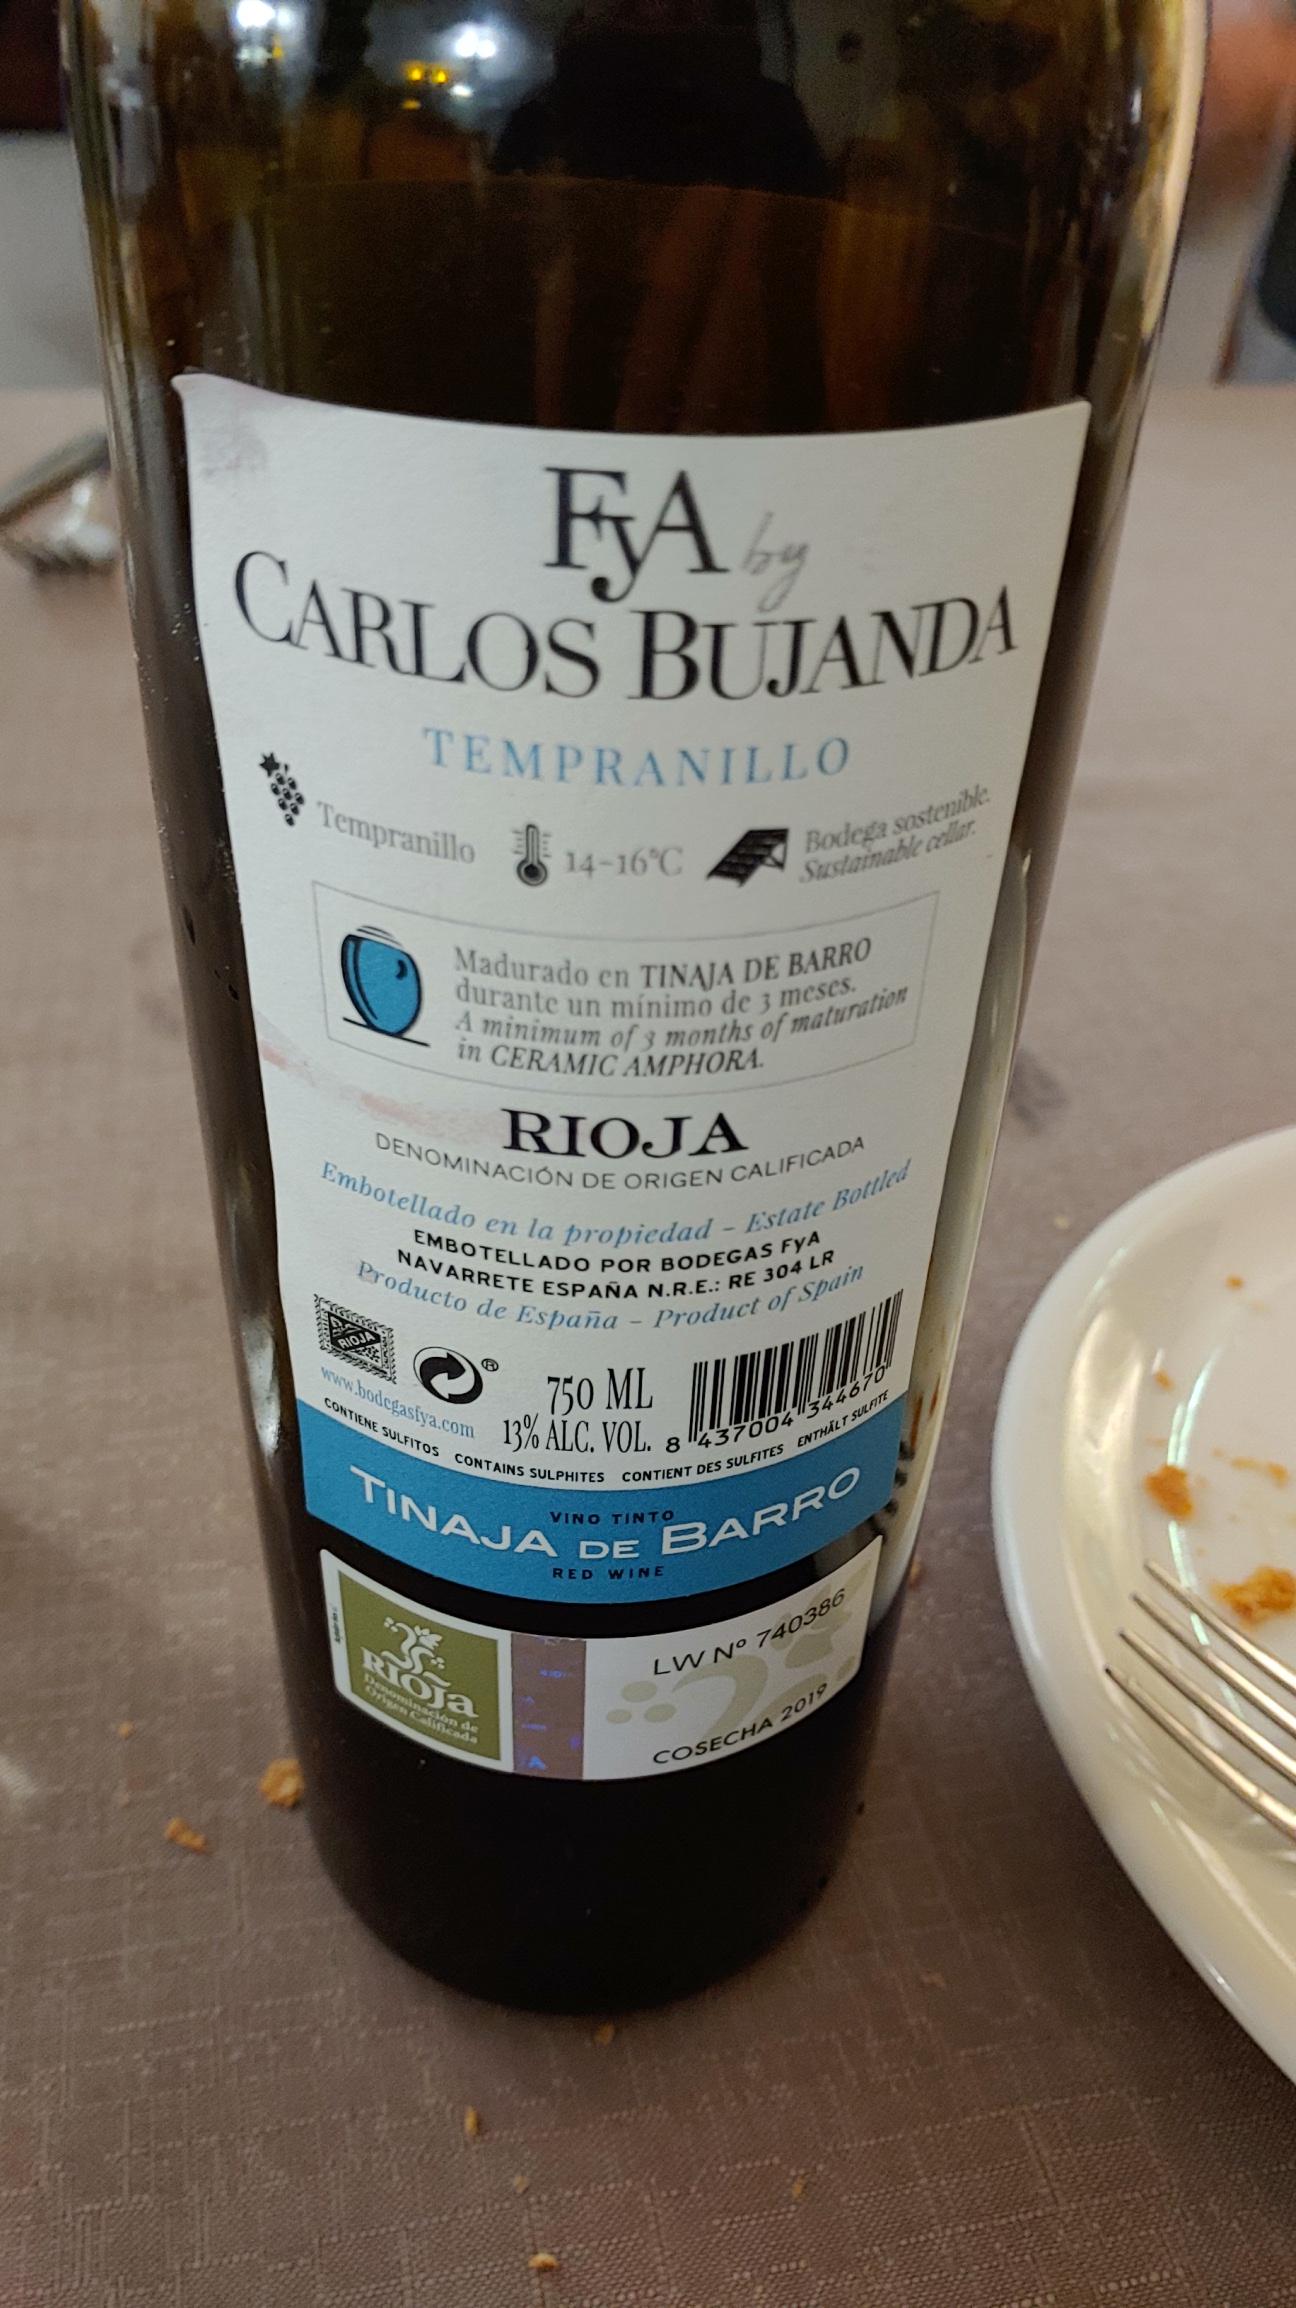 FyA by
CARLOS BUJANDA
TEMPRANILLO
Tempranillo
14-16°C
Bodega sostenible.
Sustainable cellar.
Madurado en TINAJA DE BARRO
durante un mínimo de 3 meses.
A minimum of 3 months of maturation
in CERAMIC AMPHORA.
RIOJA
DENOMINACIÓN DE ORIGEN CALIFICADA
Embotellado en la propiedad - Estate Bottled
EMBOTELLADO POR BODEGAS FyA
NAVARRETE ESPAÑA N.R.E.: RE 304 LR
Producto de España - Product of Spain
RIOJA
®
www.bodegasfya.com
750 ML
13% ALC. VOL.
8 437004 344670
CONTIENE SULFITOS CONTAINS SULPHITES CONTIENT DES SULFITES ENTHÄLT SULFITE
VINO TINTO
TINAJA DE BARRO
RED WINE
RIOJA
Denominación de
Origen Calificada
LW Nº 740386
COSECHA 2019